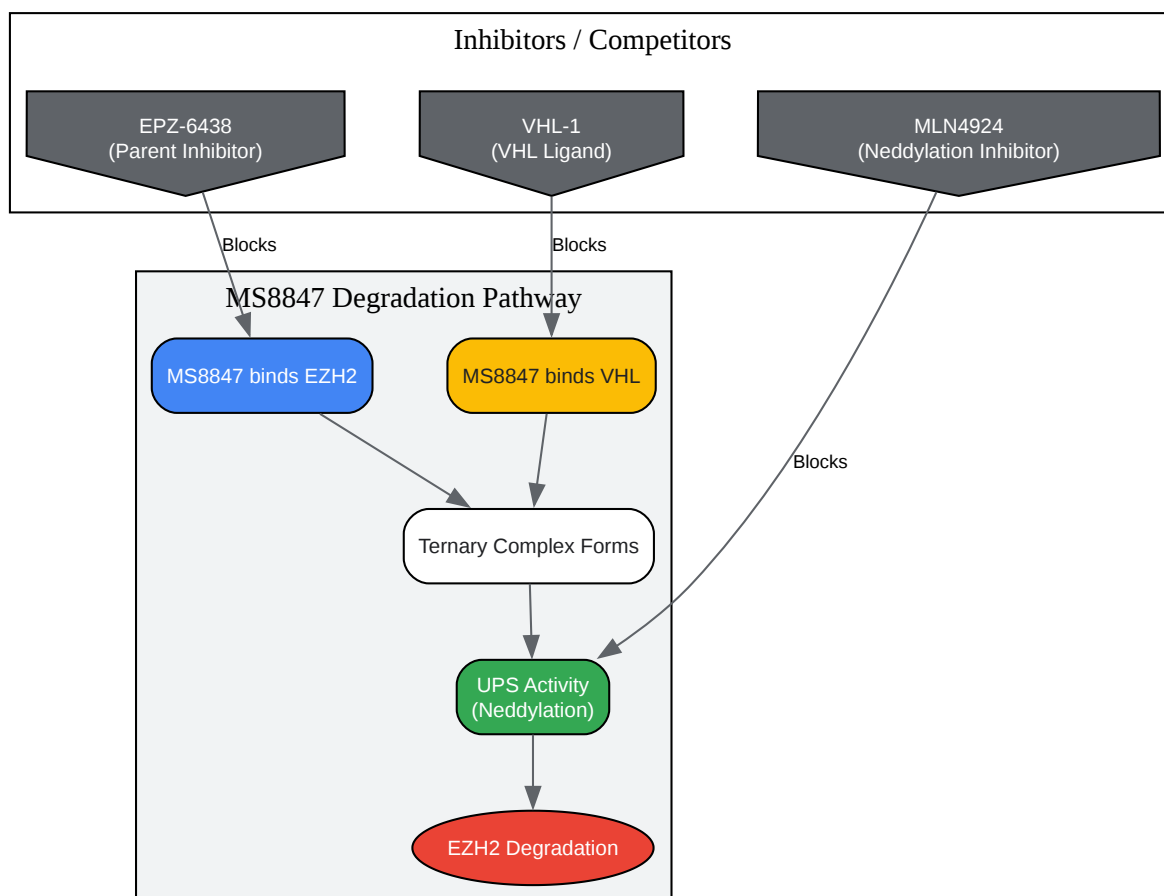 Inhibitors / Competitors
EPZ-6438
(Parent Inhibitor)
VHL-1
(VHL Ligand)
MLN4924
(Neddylation Inhibitor)
Blocks
Blocks
MS8847 Degradation Pathway
MS8847 binds EZH2
MS8847 binds VHL
Blocks
Ternary Complex Forms
UPS Activity
(Neddylation)
EZH2 Degradation